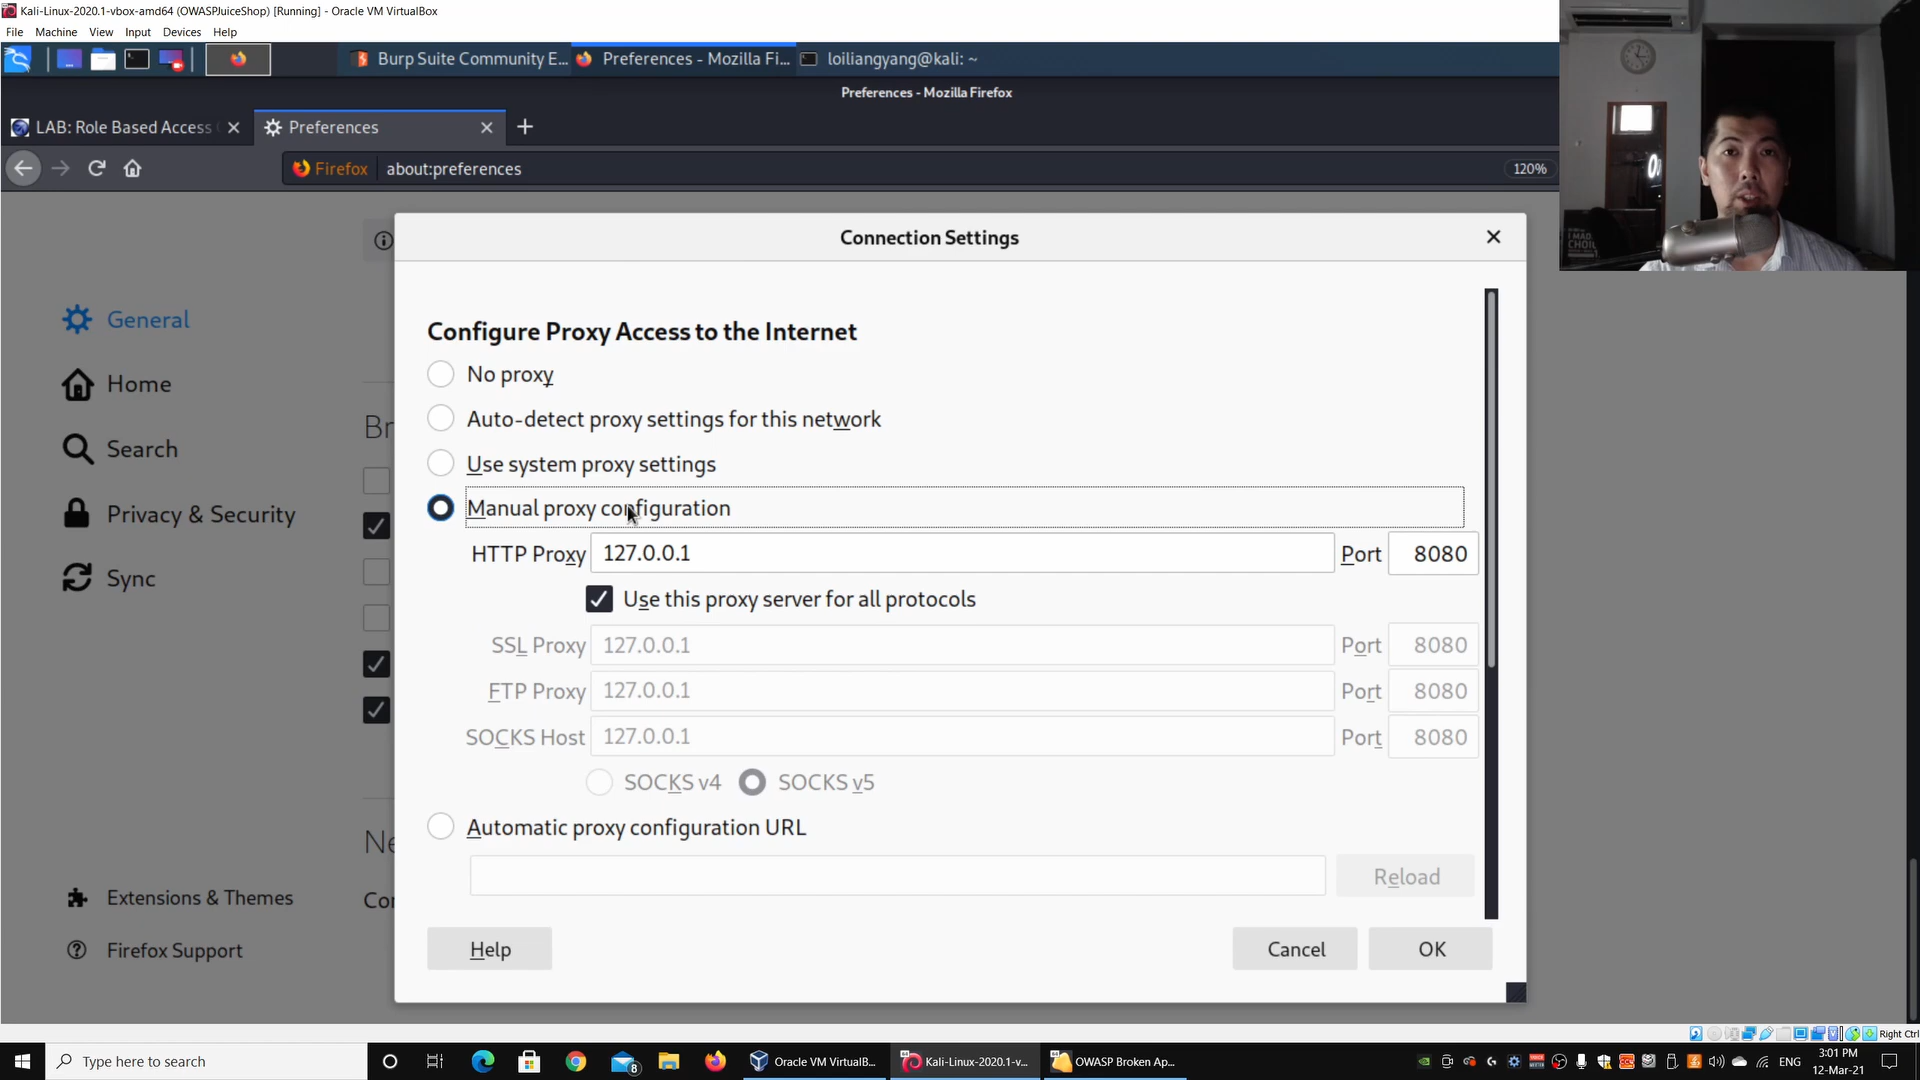 Kali-Linux-2020.1-vbox-amd64 (OWASPJuiceShop) [Running] - Oracle VM VirtualBox
File Machine View Input Devices Help
Burp Suite Community E... Preferences - Mozilla Fi... loiliangyang@kali: ~
Preferences - Mozilla Firefox
LAB: Role Based Access Preferences
Firefox about:preferences 120%
Connection Settings
Configure Proxy Access to the Internet
General
No proxy
Home
Auto-detect proxy settings for this network
Br
Search
Use system proxy settings
Privacy & Security
Manual proxy configuration
HTTP Proxy 127.0.0.1 Port 8080
Sync
Use this proxy server for all protocols
SSL Proxy 127.0.0.1 Port 8080
FTP Proxy 127.0.0.1 Port 8080
SOCKS Host 127.0.0.1 Port 8080
SOCKS v4 SOCKS v5
Automatic proxy configuration URL
Ne
Reload
Extensions & Themes
Cor
Firefox Support
Help Cancel OK
Right Ctrl
Type here to search
8
Oracle VM VirtualB...
Kali-Linux-2020.1-v...
OWASP Broken Ap...
ENG
3:01 PM
12-Mar-21